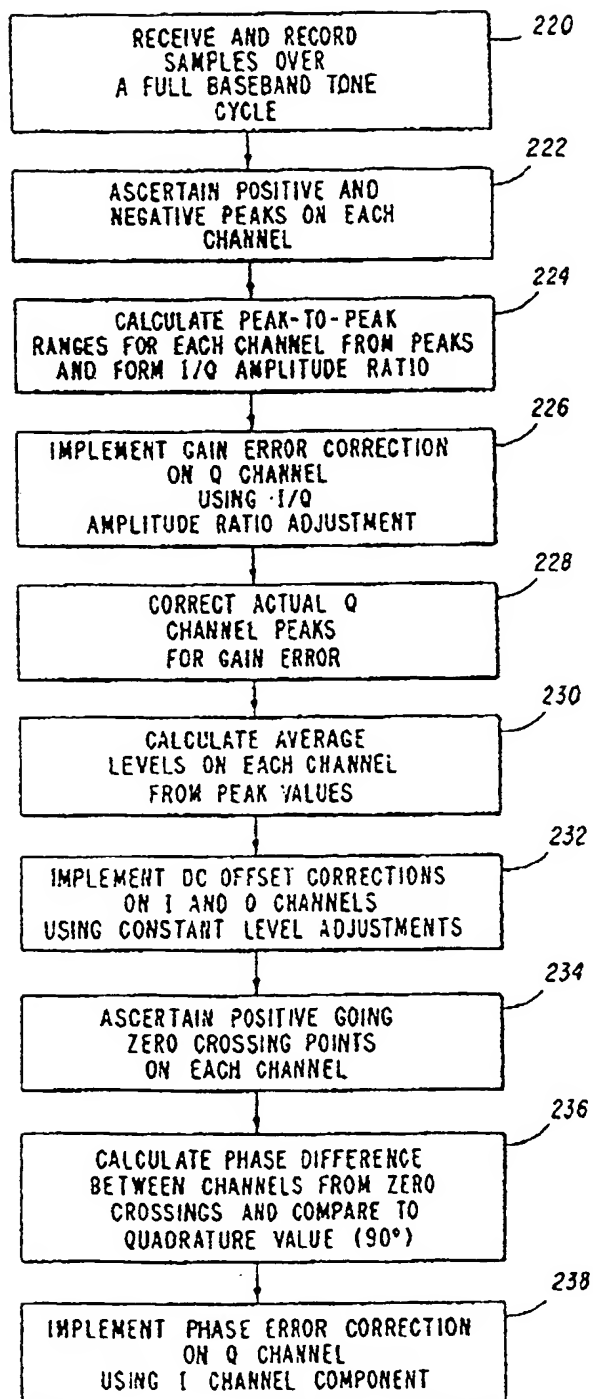 RECEIVE AND RECORD
SAMPLES OVER
A FULL BASEBAND TONE
CYCLE
220
ASCERTAIN POSITIVE AND
NEGATIVE PEAKS ON EACH
CHANNEL
222
CALCULATE PEAK-TO-PEAK
RANGES FOR EACH CHANNEL FROM PEAKS
AND FORM I/Q AMPLITUDE RATIO
224
IMPLEMENT GAIN ERROR CORRECTION
ON Q CHANNEL
USING I/Q
AMPLITUDE RATIO ADJUSTMENT
226
CORRECT ACTUAL Q
CHANNEL PEAKS
FOR GAIN ERROR
228
CALCULATE AVERAGE
LEVELS ON EACH CHANNEL
FROM PEAK VALUES
230
IMPLEMENT DC OFFSET CORRECTIONS
ON I AND Q CHANNELS
USING CONSTANT LEVEL ADJUSTMENTS
232
ASCERTAIN POSITIVE GOING
ZERO CROSSING POINTS
ON EACH CHANNEL
234
CALCULATE PHASE DIFFERENCE
BETWEEN CHANNELS FROM ZERO
CROSSINGS AND COMPARE TO
QUADRATURE VALUE (90°)
236
IMPLEMENT PHASE ERROR CORRECTION
ON Q CHANNEL
USING I CHANNEL COMPONENT
238